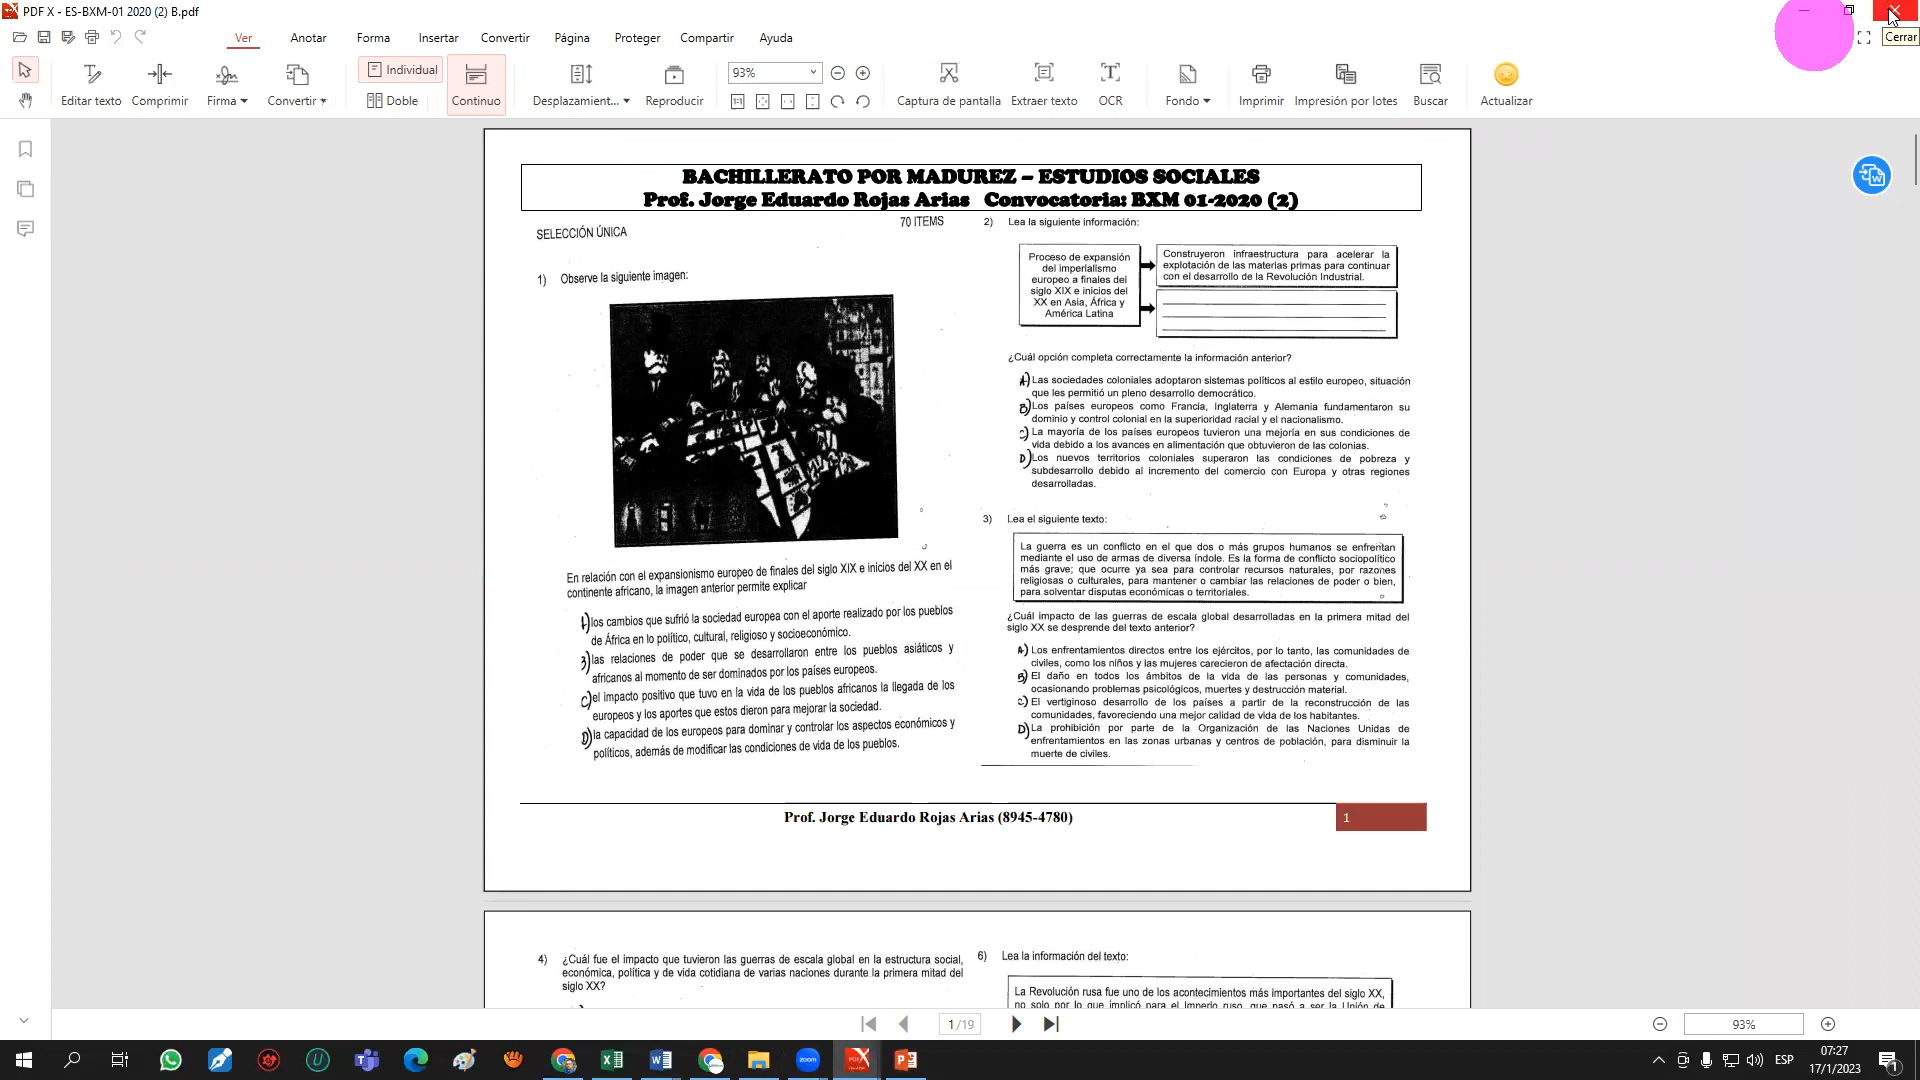 PDF X - ES-BXM-01 2020 (2) B.pdf
Cerrar
Ver
Anotar
Forma
Insertar
Convertir
Página
Proteger
Compartir
Ayuda
Editar texto
Comprimir
Firma
Convertir
Individual
Doble
Continuo
Desplazamient...
Reproducir
93%
Captura de pantalla
Extraer texto
OCR
Fondo
Imprimir
Impresión por lotes
Buscar
Actualizar
BACHILLERATO POR MADUREZ – ESTUDIOS SOCIALES
Prof. Jorge Eduardo Rojas Arias Convocatoria: BXM 01-2020 (2)
70 ITEMS
SELECCIÓN ÚNICA
1) Observe la siguiente imagen:
En relación con el expansionismo europeo de finales del siglo XIX e inicios del XX en el
continente africano, la imagen anterior permite explicar
A) los cambios que sufrió la sociedad europea con el aporte realizado por los pueblos
de África en lo político, cultural, religioso y socioeconómico.
B) las relaciones de poder que se desarrollaron entre los pueblos asiáticos y
africanos al momento de ser dominados por los países europeos.
C) el impacto positivo que tuvo en la vida de los pueblos africanos la llegada de los
europeos y los aportes que estos dieron para mejorar la sociedad.
D) la capacidad de los europeos para dominar y controlar los aspectos económicos y
políticos, además de modificar las condiciones de vida de los pueblos.
2) Lea la siguiente información:
Proceso de expansión
del imperialismo
europeo a finales del
siglo XIX e inicios del
XX en Asia, África y
América Latina
Construyeron infraestructura para acelerar la
explotación de las materias primas para continuar
con el desarrollo de la Revolución Industrial.
¿Cuál opción completa correctamente la información anterior?
A) Las sociedades coloniales adoptaron sistemas políticos al estilo europeo, situación
que les permitió un pleno desarrollo democrático.
B) Los países europeos como Francia, Inglaterra y Alemania fundamentaron su
dominio y control colonial en la superioridad racial y el nacionalismo.
C) La mayoría de los países europeos tuvieron una mejoría en sus condiciones de
vida debido a los avances en alimentación que obtuvieron de las colonias.
D) Los nuevos territorios coloniales superaron las condiciones de pobreza y
subdesarrollo debido al incremento del comercio con Europa y otras regiones
desarrolladas.
3) Lea el siguiente texto:
La guerra es un conflicto en el que dos o más grupos humanos se enfrentan
mediante el uso de armas de diversa índole. Es la forma de conflicto sociopolítico
más grave; que ocurre ya sea para controlar recursos naturales, por razones
religiosas o culturales, para mantener o cambiar las relaciones de poder o bien,
para solventar disputas económicas o territoriales.
¿Cuál impacto de las guerras de escala global desarrolladas en la primera mitad del
siglo XX se desprende del texto anterior?
A) Los enfrentamientos directos entre los ejércitos, por lo tanto, las comunidades de
civiles, como los niños y las mujeres carecieron de afectación directa.
B) El daño en todos los ámbitos de la vida de las personas y comunidades,
ocasionando problemas psicológicos, muertes y destrucción material.
C) El vertiginoso desarrollo de los países a partir de la reconstrucción de las
comunidades, favoreciendo una mejor calidad de vida de los habitantes.
D) La prohibición por parte de la Organización de las Naciones Unidas de
enfrentamientos en las zonas urbanas y centros de población, para disminuir la
muerte de civiles.
Prof. Jorge Eduardo Rojas Arias (8945-4780)
1
4) ¿Cuál fue el impacto que tuvieron las guerras de escala global en la estructura social,
económica, política y de vida cotidiana de varias naciones durante la primera mitad del
siglo XX?
6) Lea la información del texto:
La Revolución rusa fue uno de los acontecimientos más importantes del siglo XX,
no solo por lo que implicó para el Imperio ruso, que pasó a ser la Unión de
1 /19
93%
ESP
07:27
17/1/2023
1